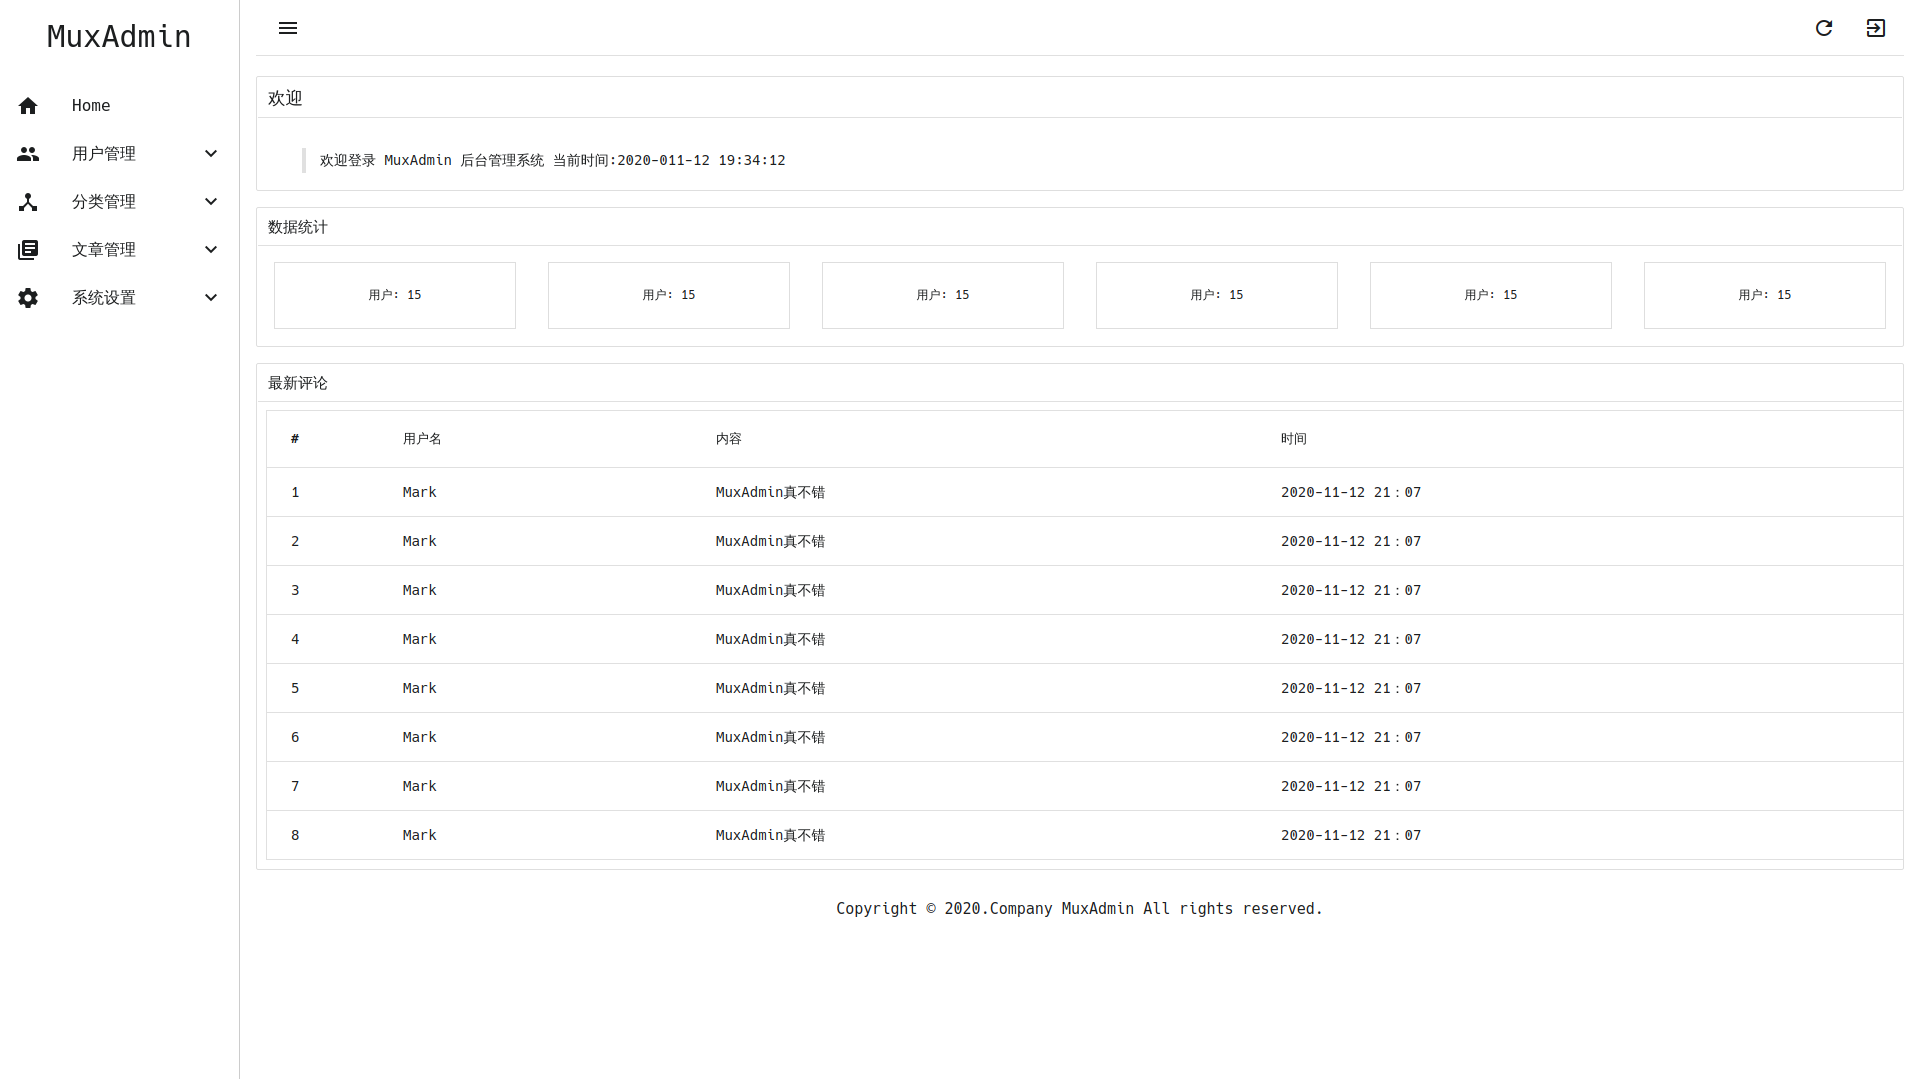 MuxAdmin
Home
用户管理
分类管理
文章管理
系统设置
欢迎
欢迎登录 MuxAdmin 后台管理系统 当前时间:2020-011-12 19:34:12
数据统计
用户: 15 用户: 15 用户: 15 用户: 15 用户: 15 用户: 15
最新评论
# 用户名 内容 时间
1 Mark MuxAdmin真不错 2020-11-12 21：07
2 Mark MuxAdmin真不错 2020-11-12 21：07
3 Mark MuxAdmin真不错 2020-11-12 21：07
4 Mark MuxAdmin真不错 2020-11-12 21：07
5 Mark MuxAdmin真不错 2020-11-12 21：07
6 Mark MuxAdmin真不错 2020-11-12 21：07
7 Mark MuxAdmin真不错 2020-11-12 21：07
8 Mark MuxAdmin真不错 2020-11-12 21：07
Copyright © 2020.Company MuxAdmin All rights reserved.